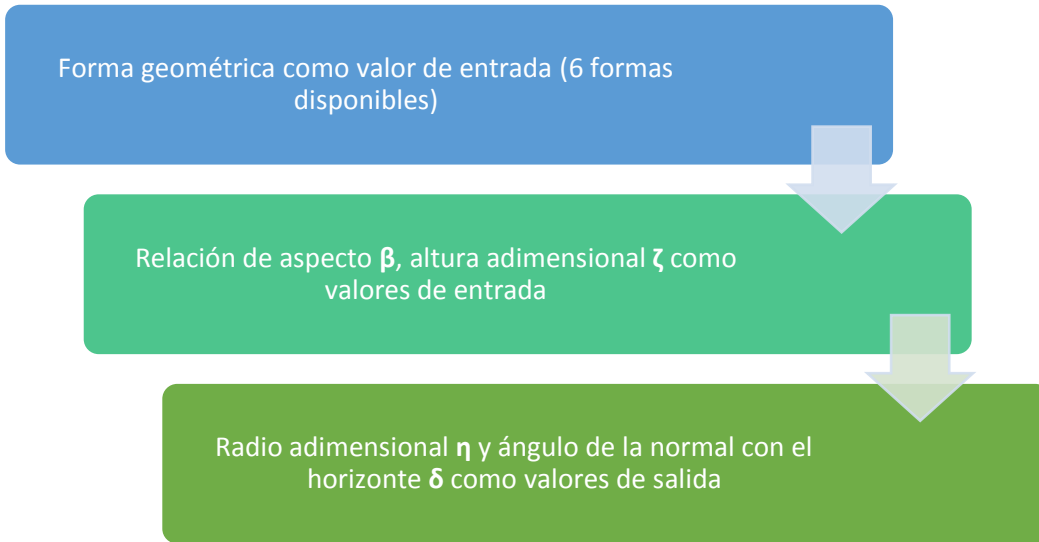 Forma geométrica como valor de entrada (6 formas
disponibles)
Relación de aspecto β, altura adimensional ζ como
valores de entrada
Radio adimensional η y ángulo de la normal con el
horizonte δ como valores de salida